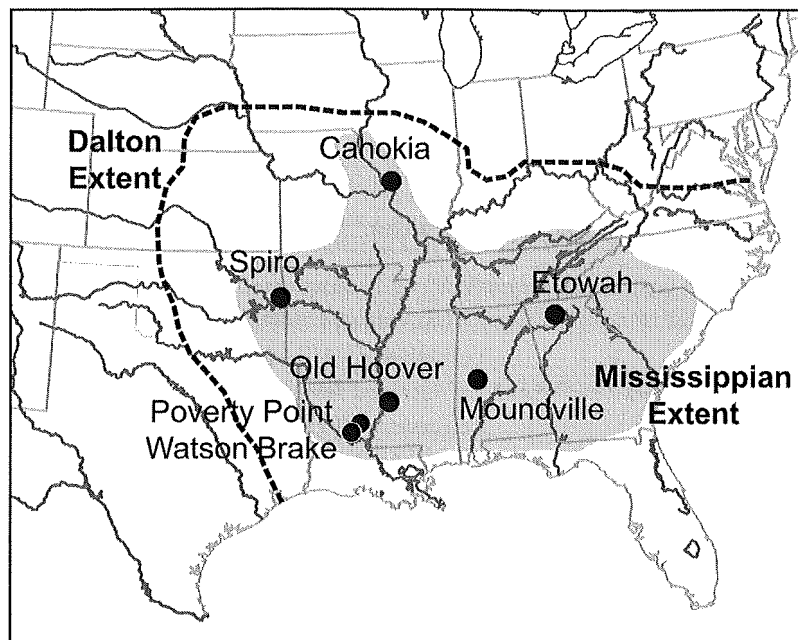 Dalton
Extent
Cahokia
Spiro
Etowah
Old Hoover
Mississippian
Extent
Poverty Point
Moundville
Watson Brake